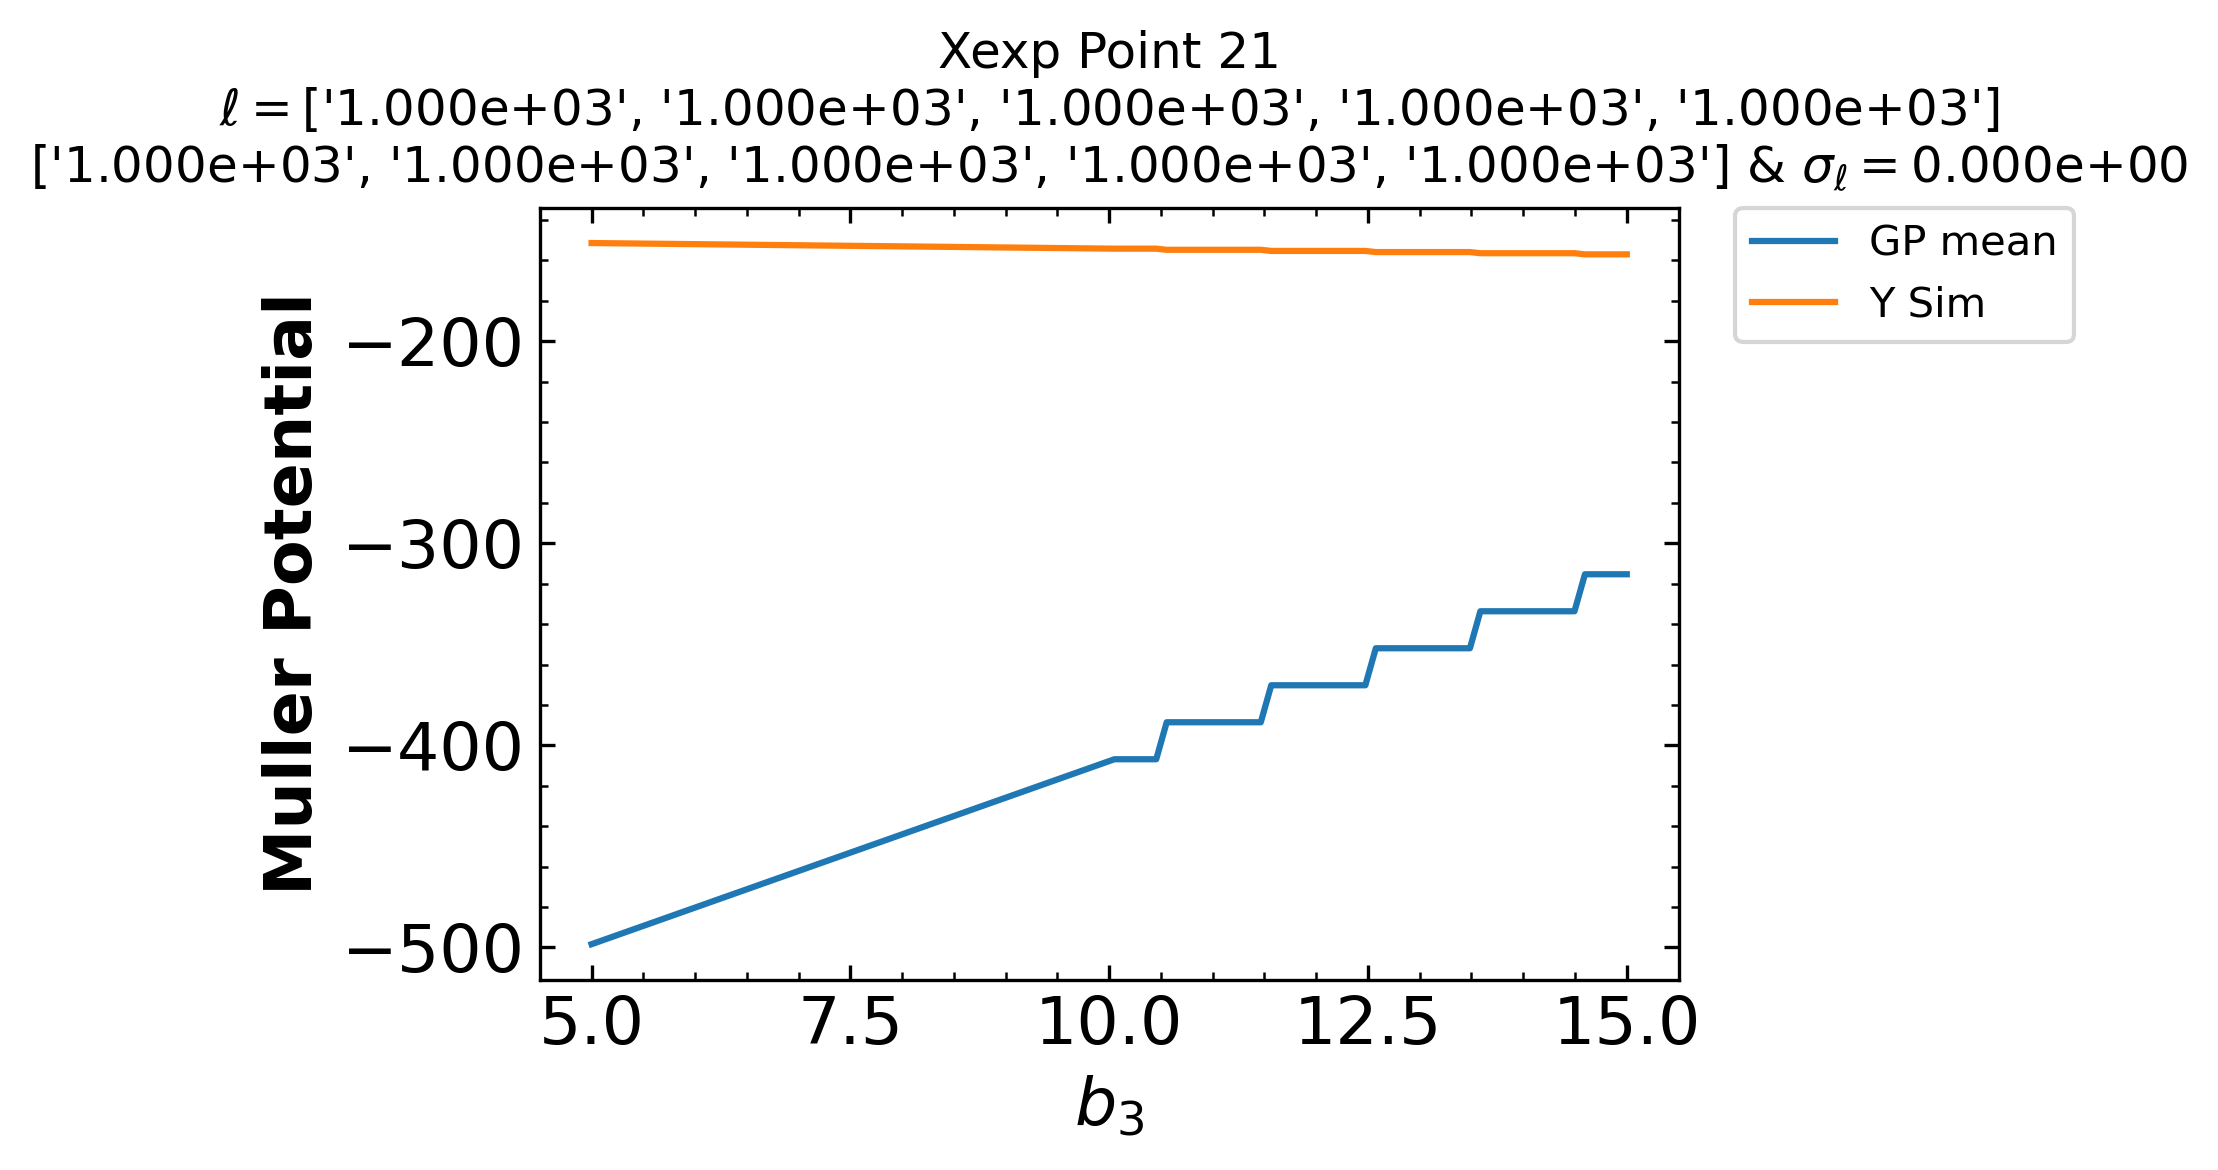 Xexp Point 21
ℓ = ['1.000e+03', '1.000e+03', '1.000e+03', '1.000e+03', '1.000e+03']
['1.000e+03', '1.000e+03', '1.000e+03', '1.000e+03', '1.000e+03'] & σℓ = 0.000e+00
GP mean
Y Sim
Muller Potential
−200
−300
−400
−500
5.0 7.5 10.0 12.5 15.0
b₃